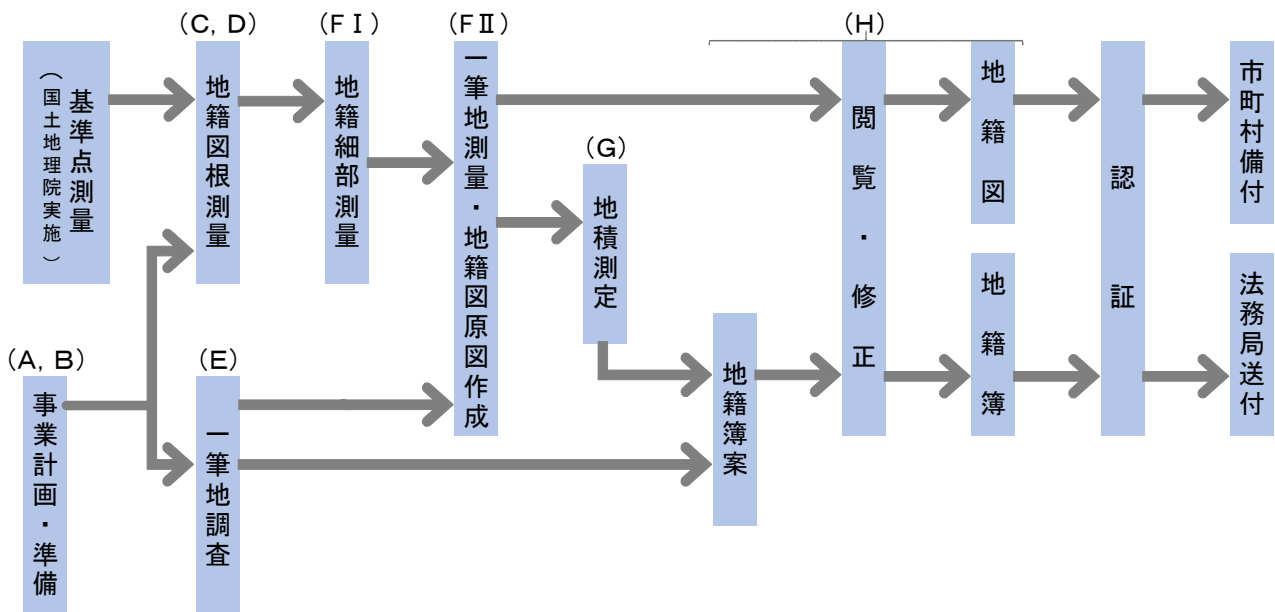 (C, D)
(FⅠ)
(FⅡ)
(H)
基準点測量
(国土地理院実施)
地籍図根測量
地籍細部測量
一筆地測量・地籍図原図作成
(G)
地積測定
閲覧・修正
地籍図
認証
市町村備付
(A, B)
事業計画・準備
(E)
一筆地調査
地籍簿案
地籍簿
法務局送付